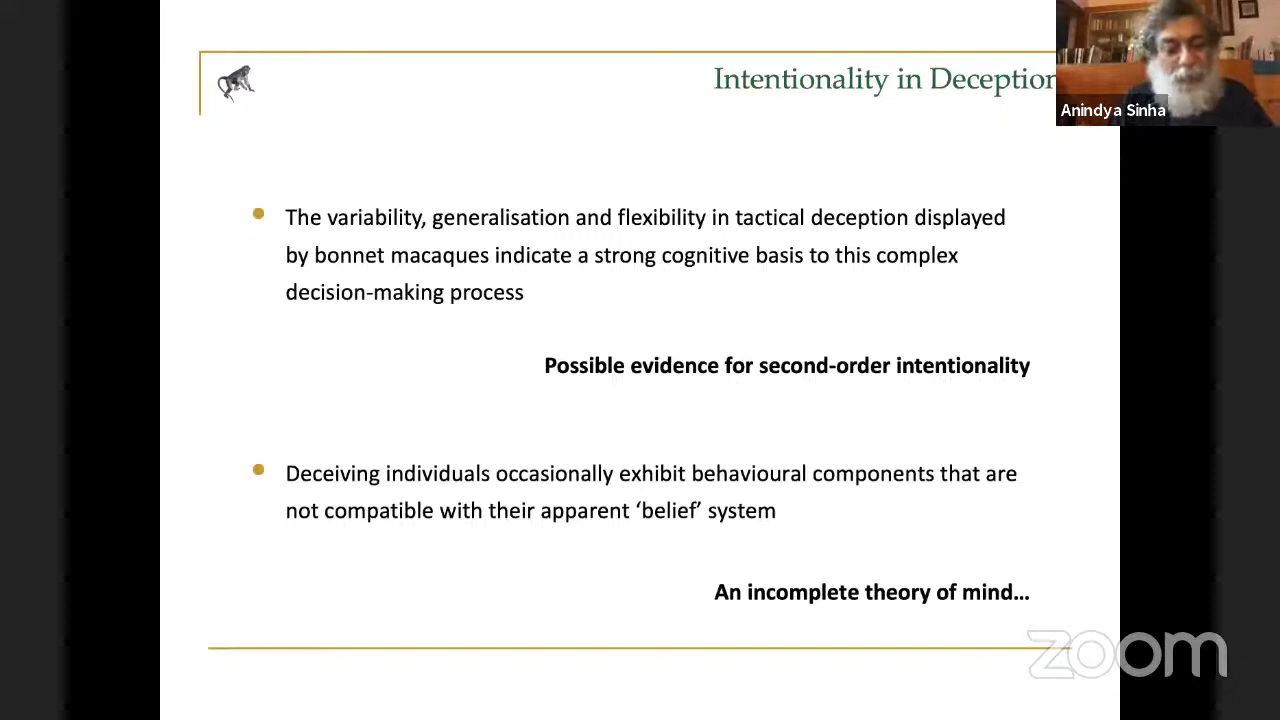 Intentionality in Deception
Anindya Sinha
The variability, generalisation and flexibility in tactical deception displayed
by bonnet macaques indicate a strong cognitive basis to this complex
decision-making process
Possible evidence for second-order intentionality
Deceiving individuals occasionally exhibit behavioural components that are
not compatible with their apparent ‘belief’ system
An incomplete theory of mind...
zoom